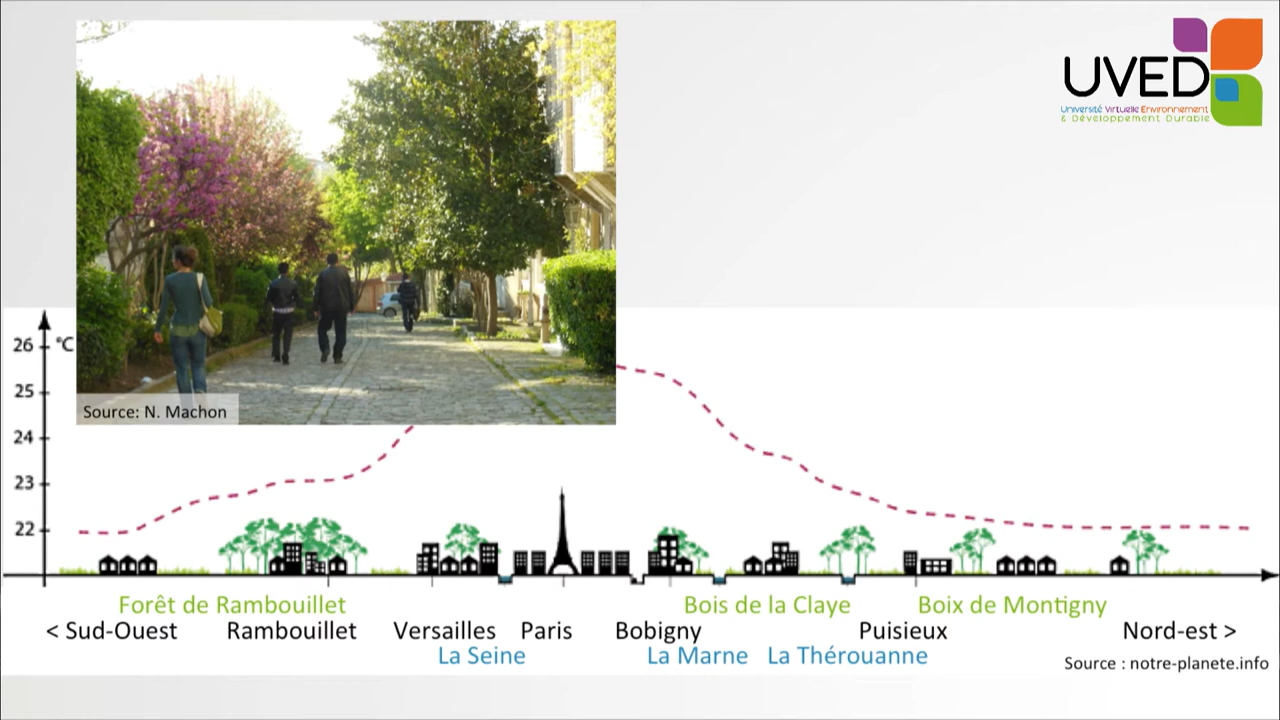 UVED
Université Virtuelle Environnement
& Développement Durable
Source: N. Machon
26 °C
25
24
23
22
Forêt de Rambouillet Bois de la Claye Boix de Montigny
< Sud-Ouest Rambouillet Versailles Paris Bobigny Puisieux Nord-est >
La Seine La Marne La Thérouanne
Source : notre-planete.info